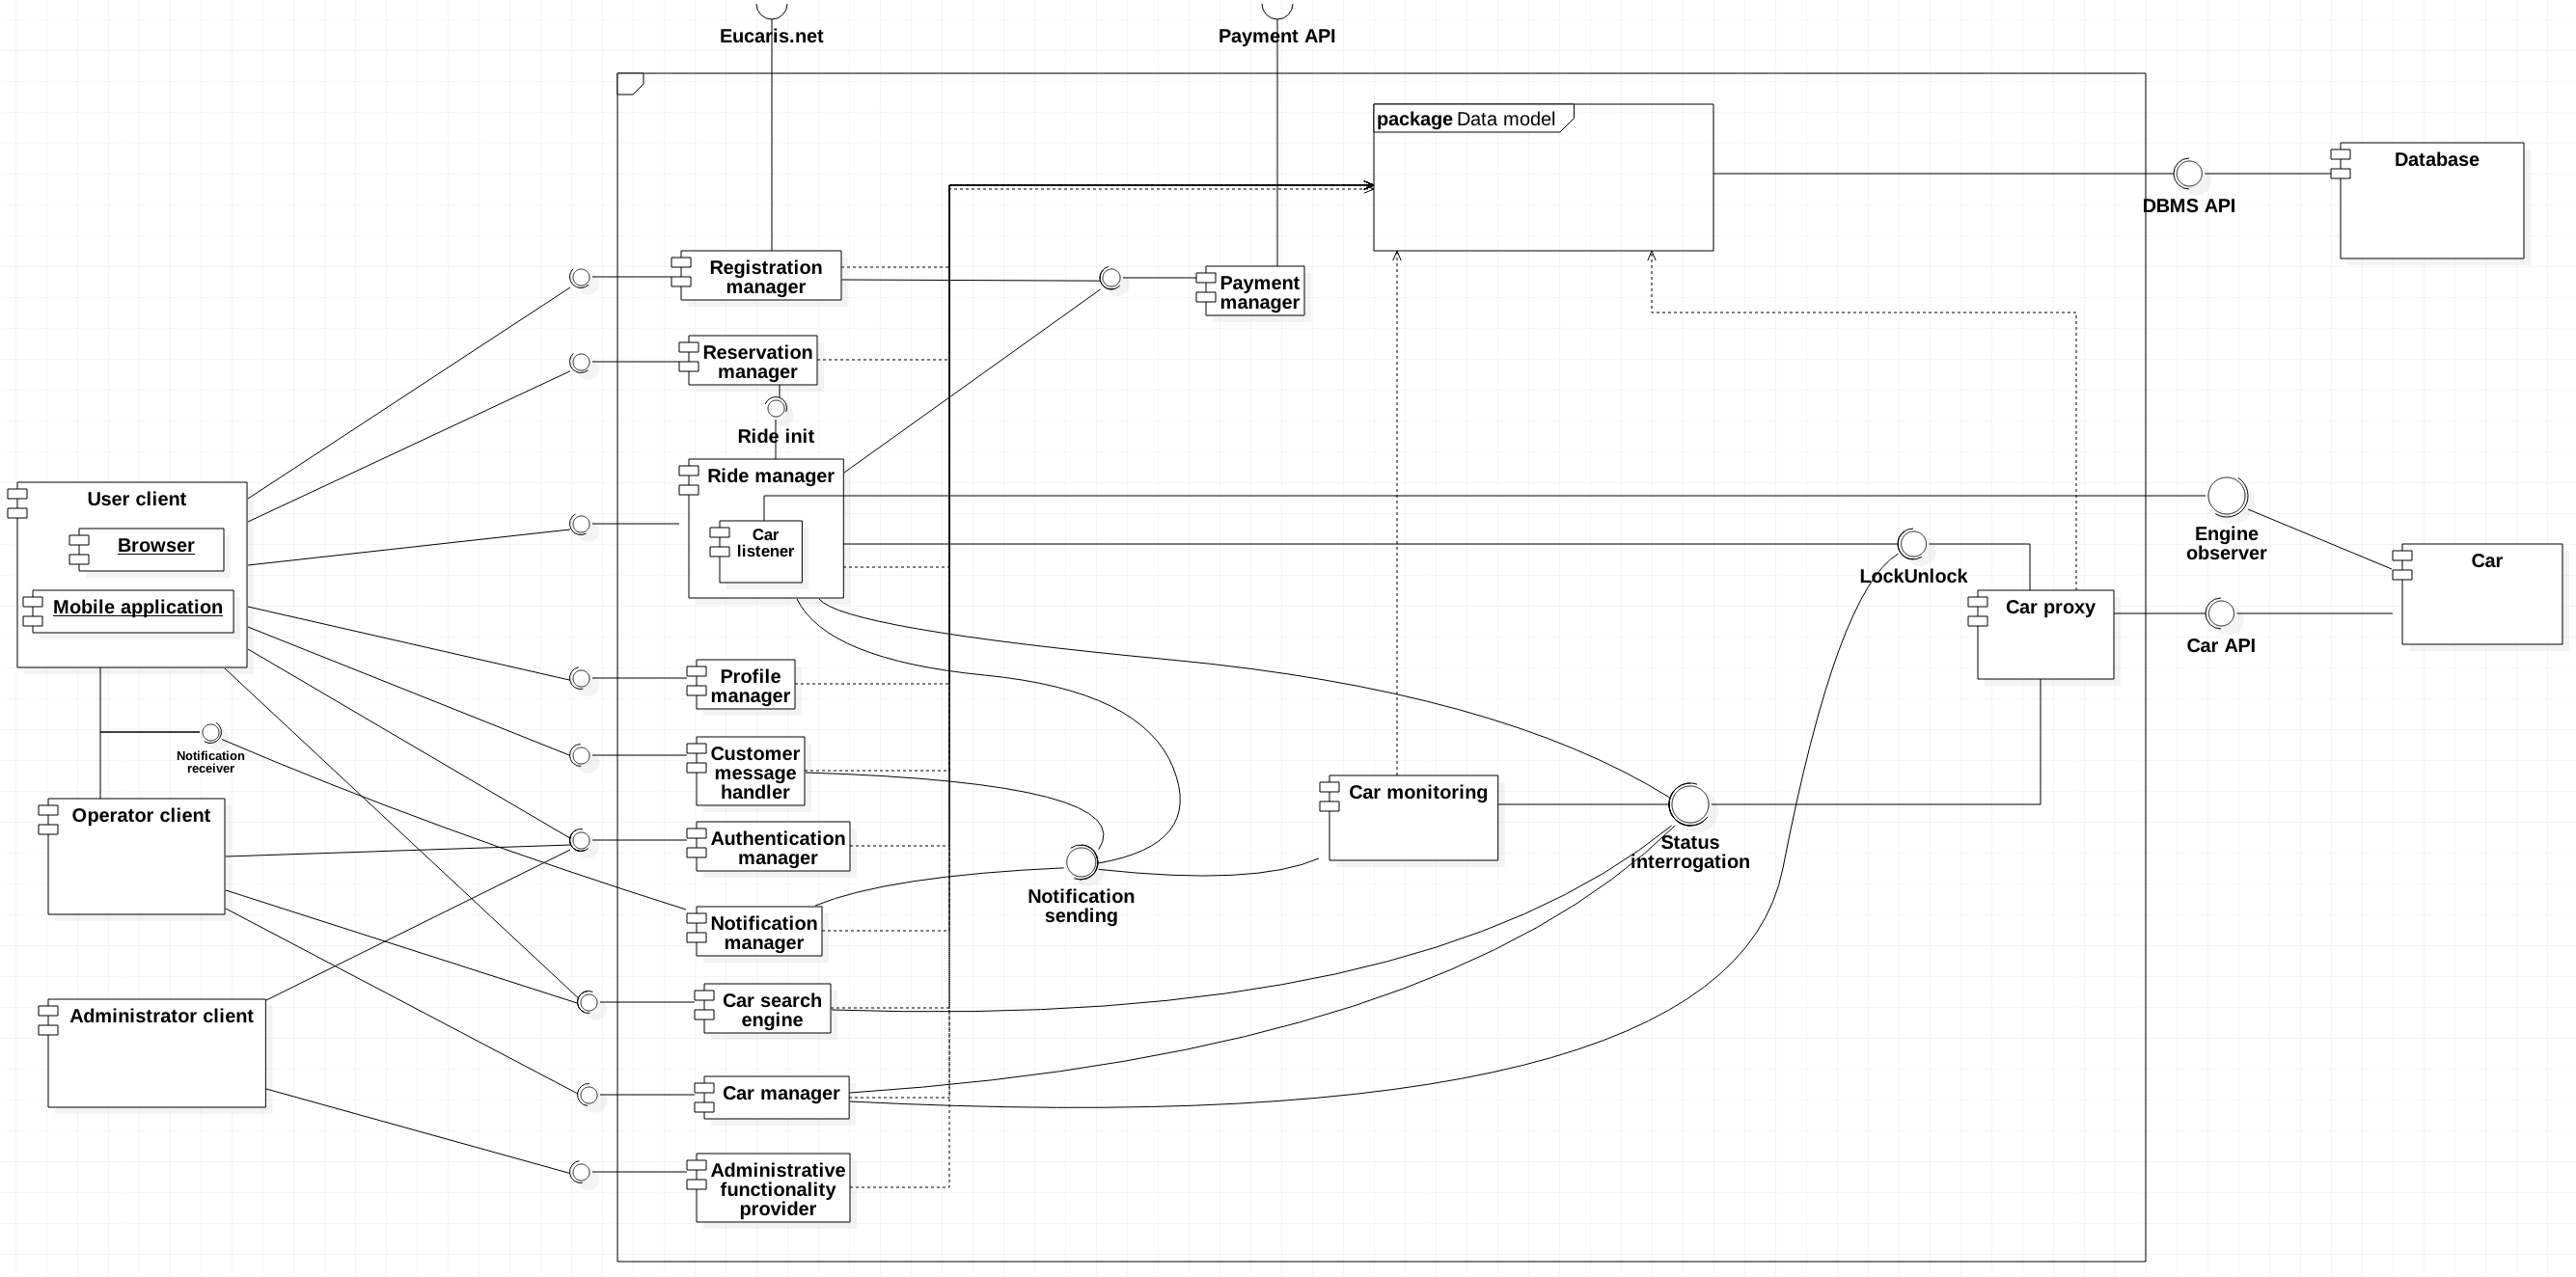 Eucaris.net
Payment API
package Data model
Database
DBMS API
Registration
manager
Payment
manager
Reservation
manager
Ride init
Ride manager
Car
listener
User client
Browser
Mobile application
Engine
observer
Car
LockUnlock
Car proxy
Car API
Profile
manager
Notification
receiver
Customer
message
handler
Car monitoring
Operator client
Authentication
manager
Status
interrogation
Notification
sending
Notification
manager
Car search
engine
Administrator client
Car manager
Administrative
functionality
provider